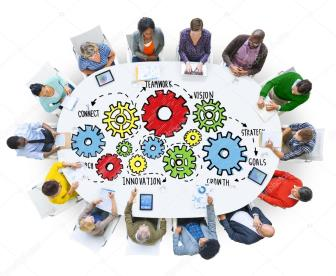 TEAMWORK
VISION
CONNECT
STRATEGY
GOALS
INNOVATION
GROWTH